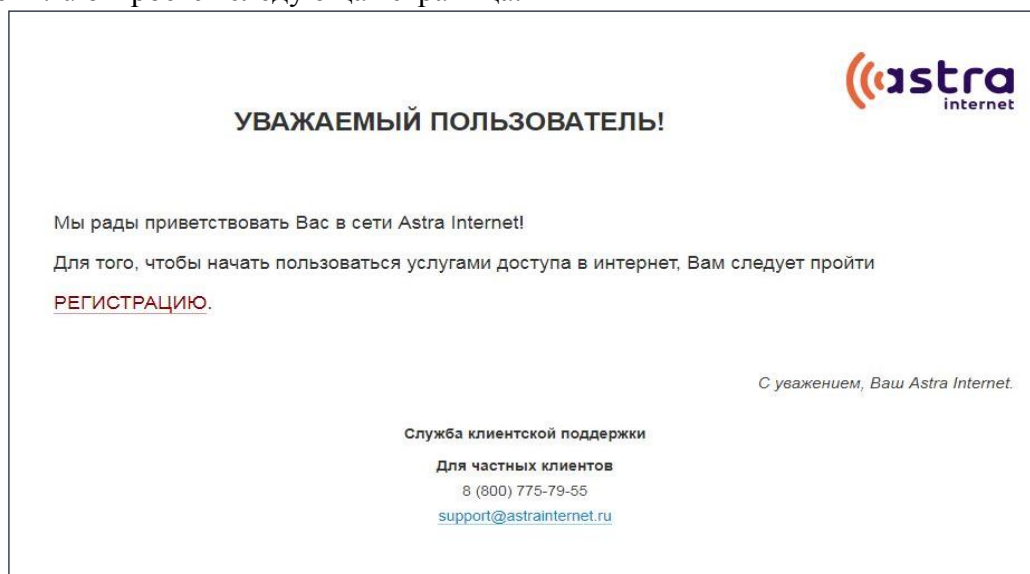 astra
internet
УВАЖАЕМЫЙ ПОЛЬЗОВАТЕЛЬ!
Мы рады приветствовать Вас в сети Astra Internet!
Для того, чтобы начать пользоваться услугами доступа в интернет, Вам следует пройти
РЕГИСТРАЦИЮ.
С уважением, Ваш Astra Internet.
Служба клиентской поддержки
Для частных клиентов
8 (800) 775-79-55
support@astrainternet.ru